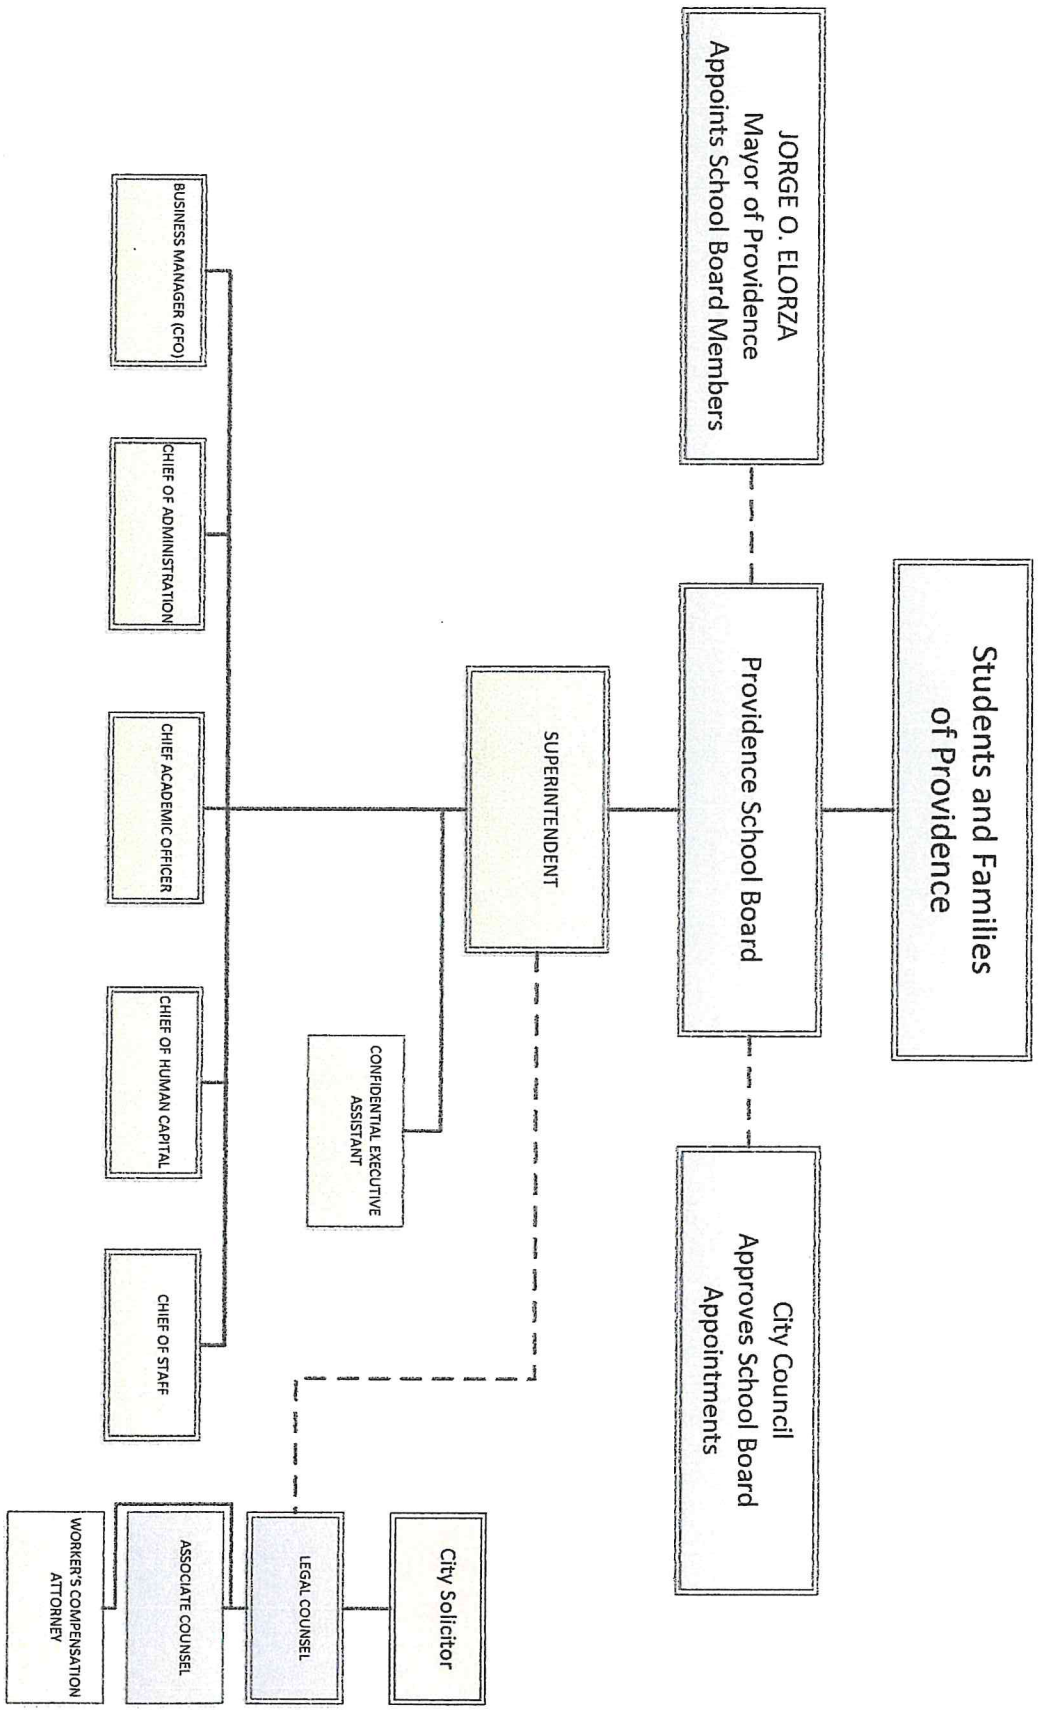 Students and Families
of Providence
JORGE O. ELORZA
Mayor of Providence
Appoints School Board Members
Providence School Board
City Council
Approves School Board
Appointments
SUPERINTENDENT
CONFIDENTIAL EXECUTIVE
ASSISTANT
City Solicitor
LEGAL COUNSEL
ASSOCIATE COUNSEL
WORKER'S COMPENSATION
ATTORNEY
BUSINESS MANAGER (CFO)
CHIEF OF ADMINISTRATION
CHIEF ACADEMIC OFFICER
CHIEF OF HUMAN CAPITAL
CHIEF OF STAFF